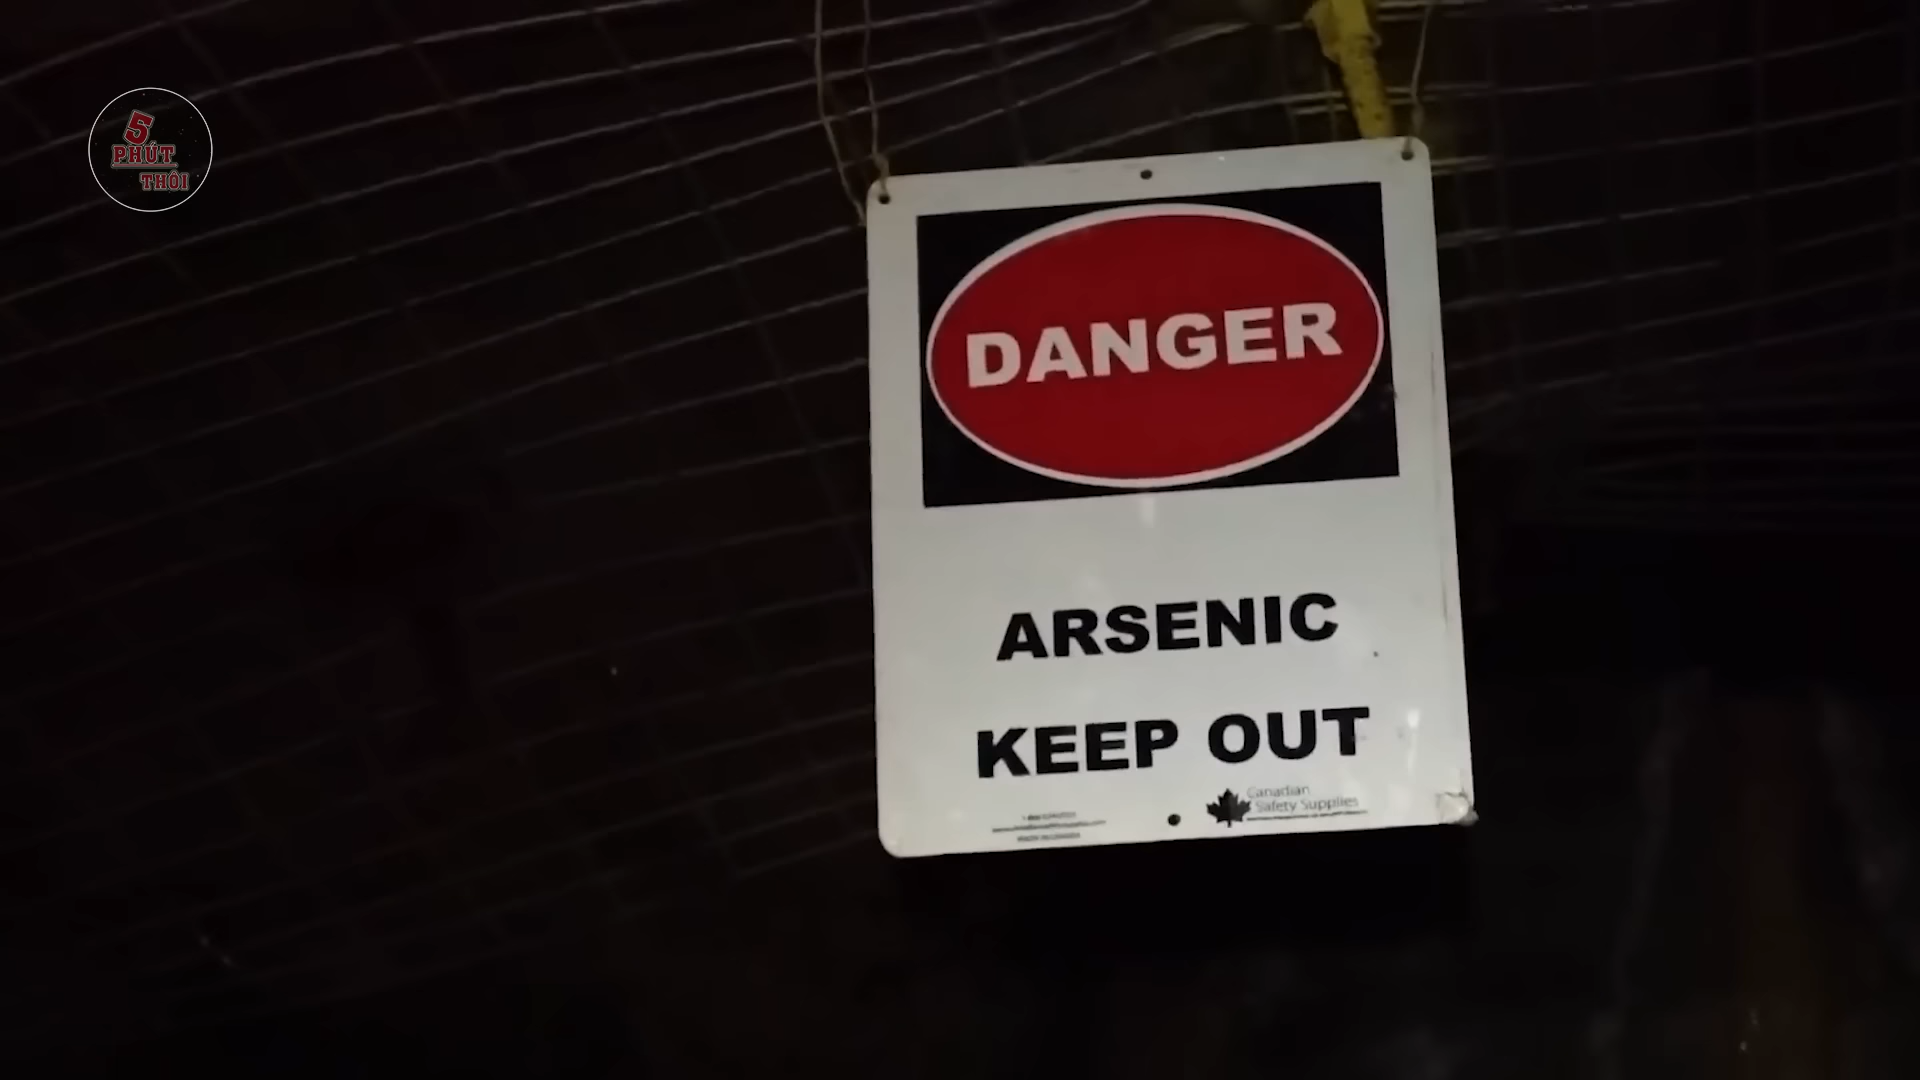 5
PHÚT
THÔI
DANGER
ARSENIC
KEEP OUT
Canadian
Safety Supplies